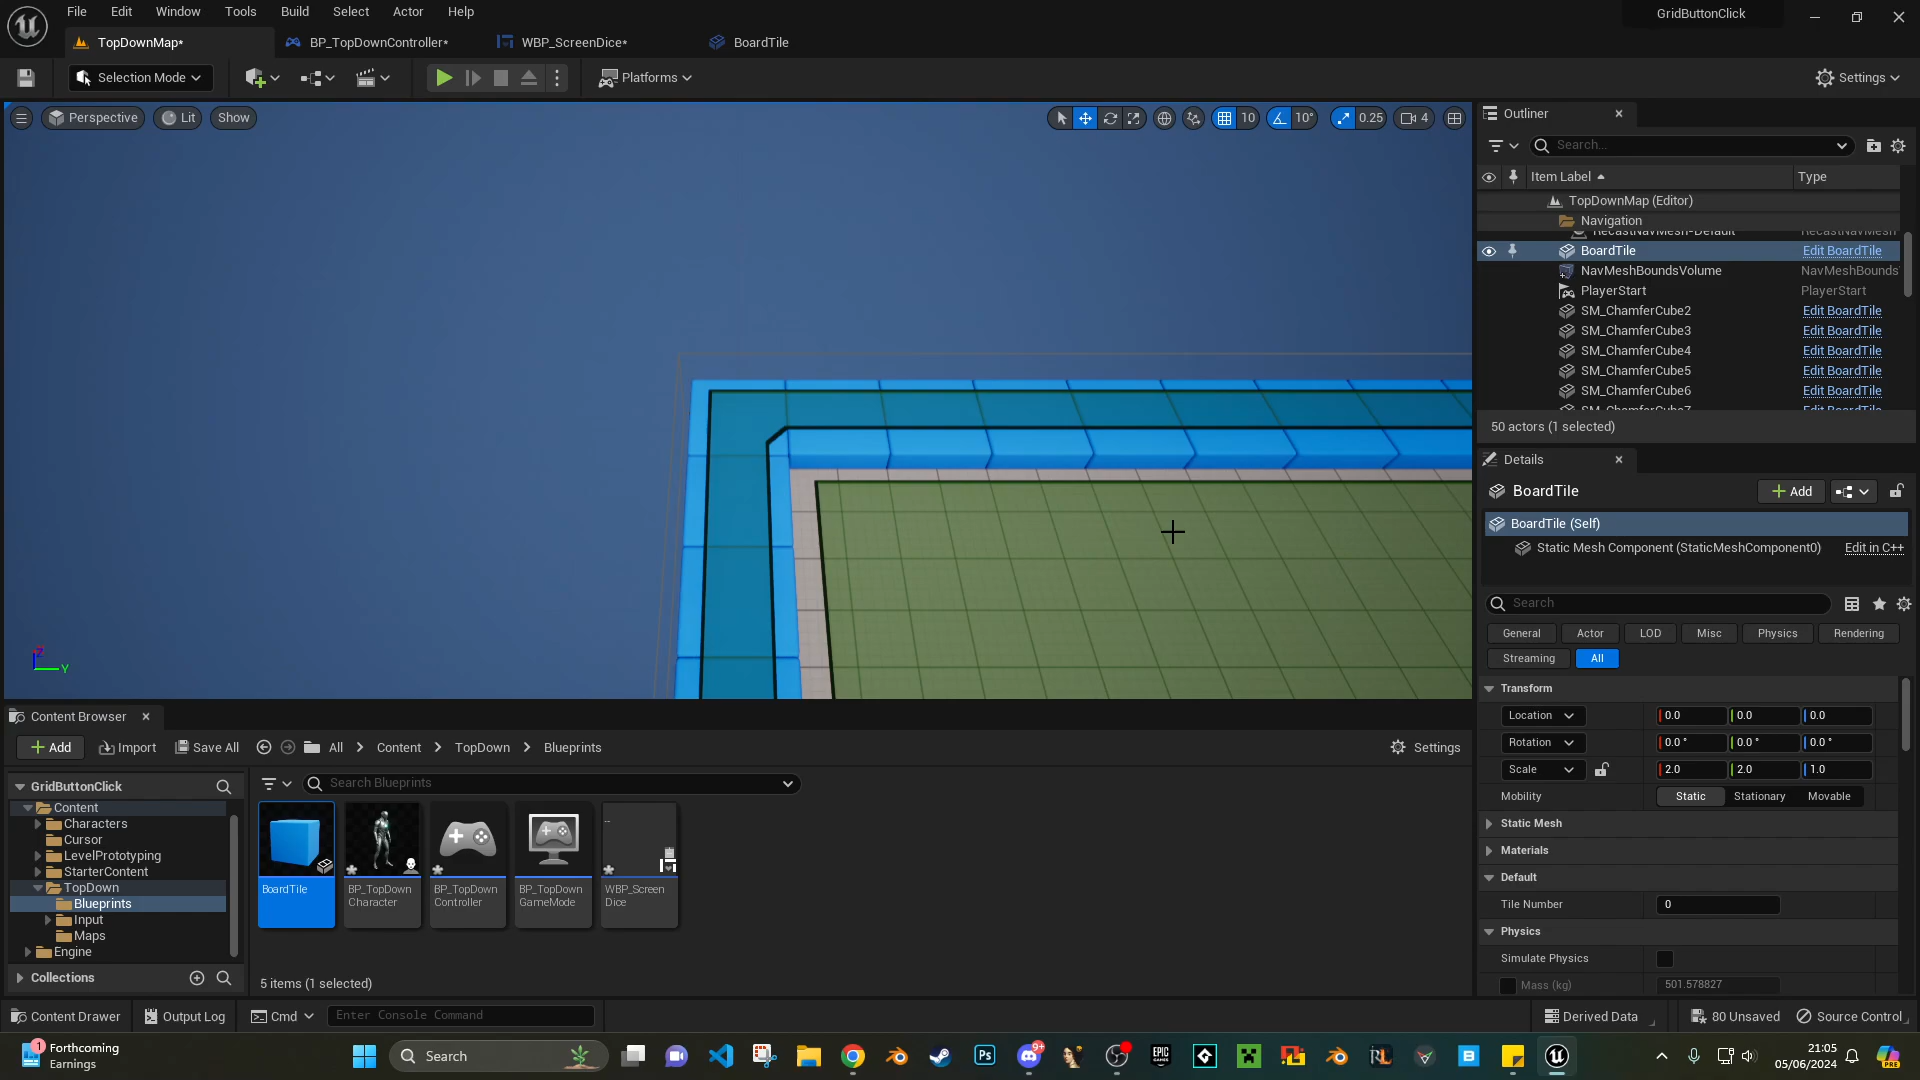 File Edit Window Tools Build Select Actor Help
GridButtonClick
TopDownMap* BP_TopDownController* WBP_ScreenDice* BoardTile
Selection Mode Platforms Settings
Perspective Lit Show 10 10° 0.25 4
Outliner
Search...
Item Label Type
TopDownMap (Editor)
Navigation
RecastNavMesh-Default RecastNavMesh
BoardTile Edit BoardTile
NavMeshBoundsVolume NavMeshBounds
PlayerStart PlayerStart
SM_ChamferCube2 Edit BoardTile
SM_ChamferCube3 Edit BoardTile
SM_ChamferCube4 Edit BoardTile
SM_ChamferCube5 Edit BoardTile
SM_ChamferCube6 Edit BoardTile
SM_ChamferCube7 Edit BoardTile
50 actors (1 selected)
Details
BoardTile Add
BoardTile (Self)
Static Mesh Component (StaticMeshComponent0) Edit in C++
Search
General Actor LOD Misc Physics Rendering
Streaming All
Transform
Location 0.0 0.0 0.0
Rotation 0.0 ° 0.0 ° 0.0 °
Scale 2.0 2.0 1.0
Mobility Static Stationary Movable
Static Mesh
Materials
Default
Tile Number 0
Physics
Simulate Physics
Mass (kg) 501.578827
Z
Y
Content Browser
Add Import Save All All Content TopDown Blueprints Settings
GridButtonClick
Search Blueprints
Content
Characters
Cursor
LevelPrototyping
StarterContent
TopDown
Blueprints
Input
Maps
Engine
Collections
BoardTile
BP_TopDown
Character
BP_TopDown
Controller
BP_TopDown
GameMode
WBP_Screen
Dice
5 items (1 selected)
Content Drawer Output Log Cmd Enter Console Command Derived Data 80 Unsaved Source Control
1
Forthcoming
Earnings
Search
Ps
9+
EPIC
GAMES
21:05
05/06/2024
PRE